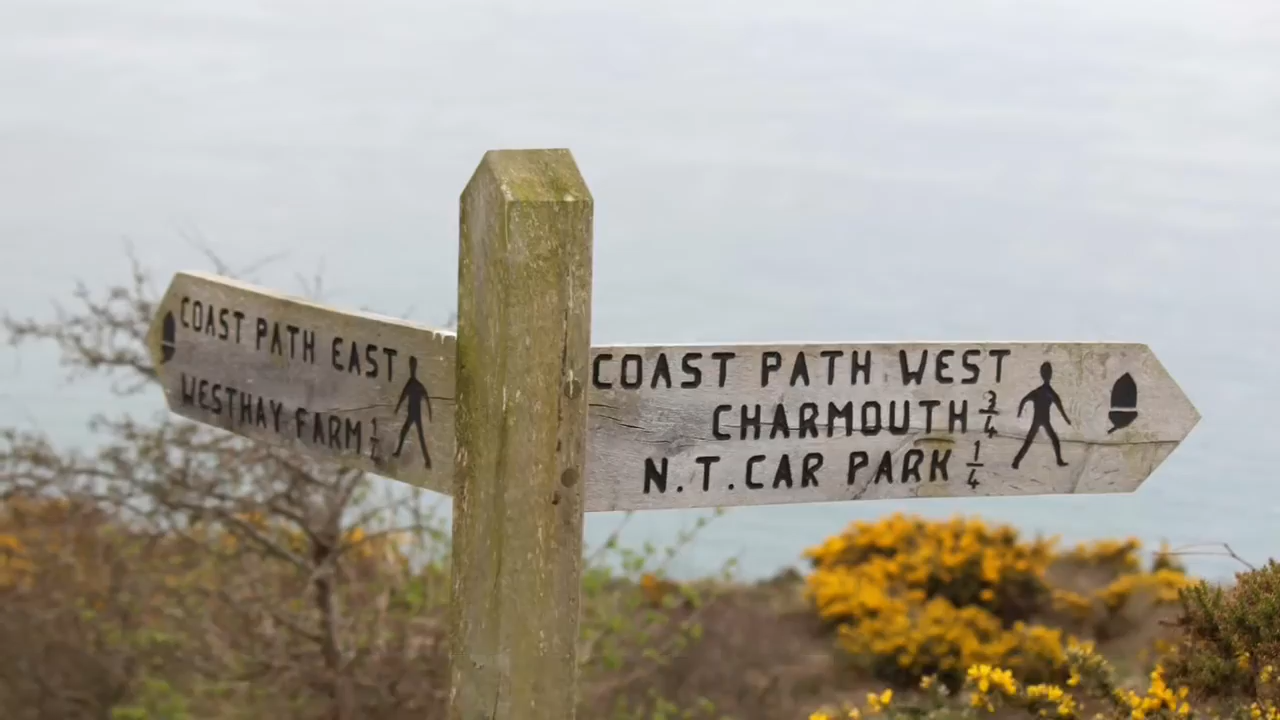 COAST PATH EAST
WESTHAY FARM ¼
COAST PATH WEST
CHARMOUTH ¾
N.T.CAR PARK ¼